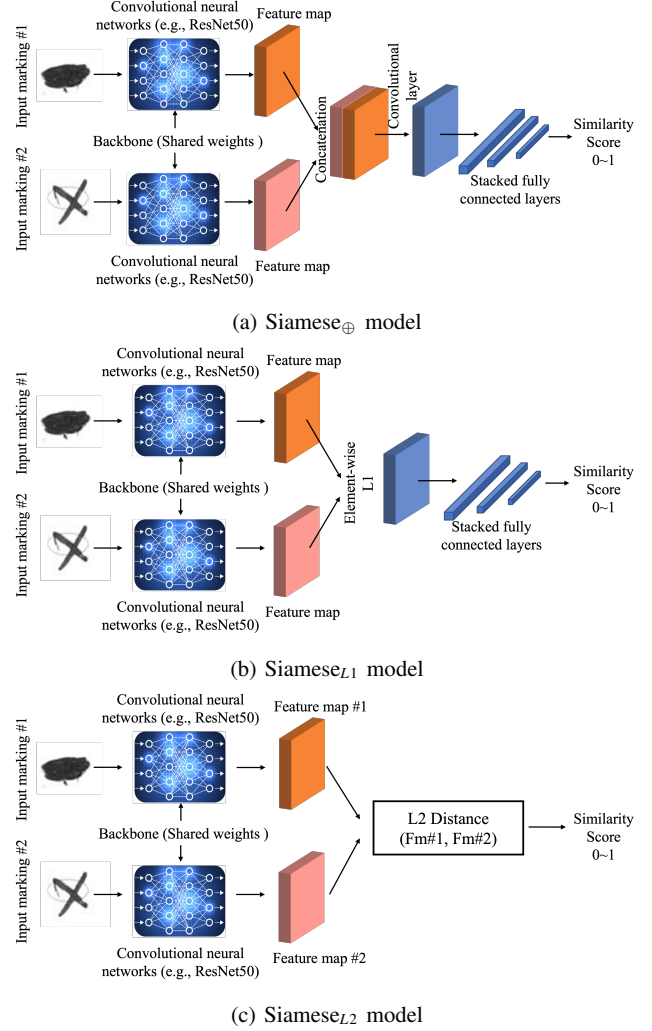 Convolutional neural
networks (e.g., ResNet50)
Feature map
Input marking #1
Backbone (Shared weights )
Concatenation
Convolutional
layer
Similarity
Score
0~1
Stacked fully
connected layers
Input marking #2
Convolutional neural
networks (e.g., ResNet50)
Feature map
(a) Siamese⊕ model
Convolutional neural
networks (e.g., ResNet50)
Feature map
Input marking #1
Backbone (Shared weights )
Element-wise
L1
Similarity
Score
0~1
Stacked fully
connected layers
Input marking #2
Convolutional neural
networks (e.g., ResNet50)
Feature map
(b) SiameseL1 model
Convolutional neural
networks (e.g., ResNet50)
Feature map #1
Input marking #1
Backbone (Shared weights )
L2 Distance
(Fm#1, Fm#2)
Similarity
Score
0~1
Input marking #2
Convolutional neural
networks (e.g., ResNet50)
Feature map #2
(c) SiameseL2 model